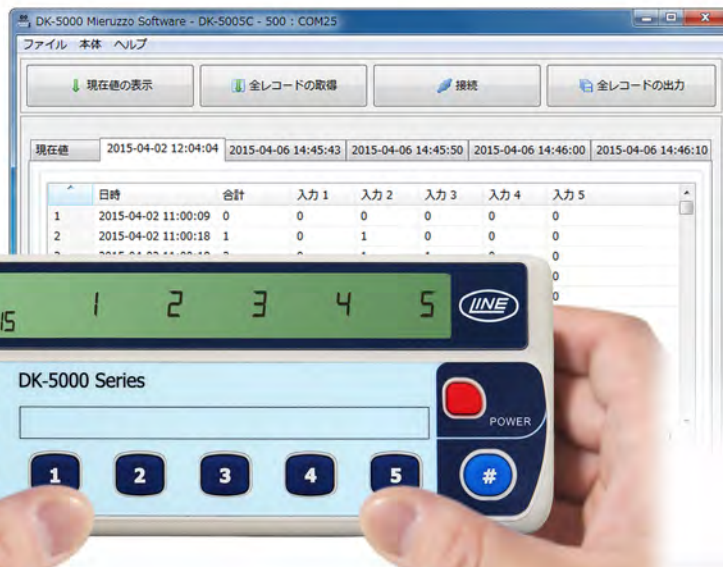 DK-5000 Mieruzzo Software - DK-5005C - 500 : COM25
ファイル 本体 ヘルプ
現在値の表示 全レコードの取得 接続 全レコードの出力
現在値 2015-04-02 12:04:04 2015-04-06 14:45:43 2015-04-06 14:45:50 2015-04-06 14:46:00 2015-04-06 14:46:10
日時 合計 入力 1 入力 2 入力 3 入力 4 入力 5
1 2015-04-02 11:00:09 0 0 0 0 0 0
2 2015-04-02 11:00:18 1 0 1 0 0 0
0
0
15 1 2 3 4 5 LINE
DK-5000 Series
POWER
1 2 3 4 5 #